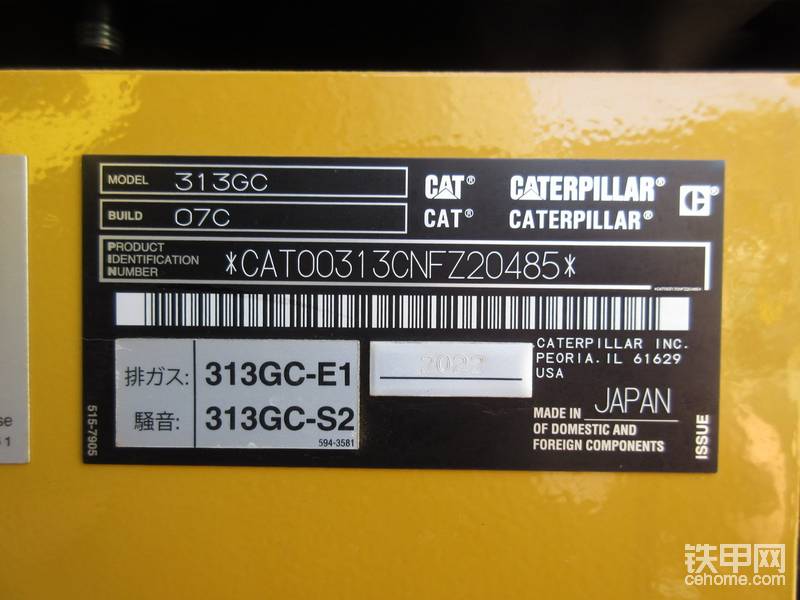 MODEL 313GC
BUILD 07C
CAT® CATERPILLAR® C®
CAT® CATERPILLAR®
PRODUCT
IDENTIFICATION
NUMBER
*CAT00313CNFZ20485*
*CAT00313CNFZ20485*
排ガス: 313GC-E1
騒音: 313GC-S2
594-3581
2022
CATERPILLAR INC.
PEORIA. IL 61629
USA
MADE IN JAPAN
OF DOMESTIC AND
FOREIGN COMPONENTS
ISSUE
515-7905
铁甲网
cehome.com